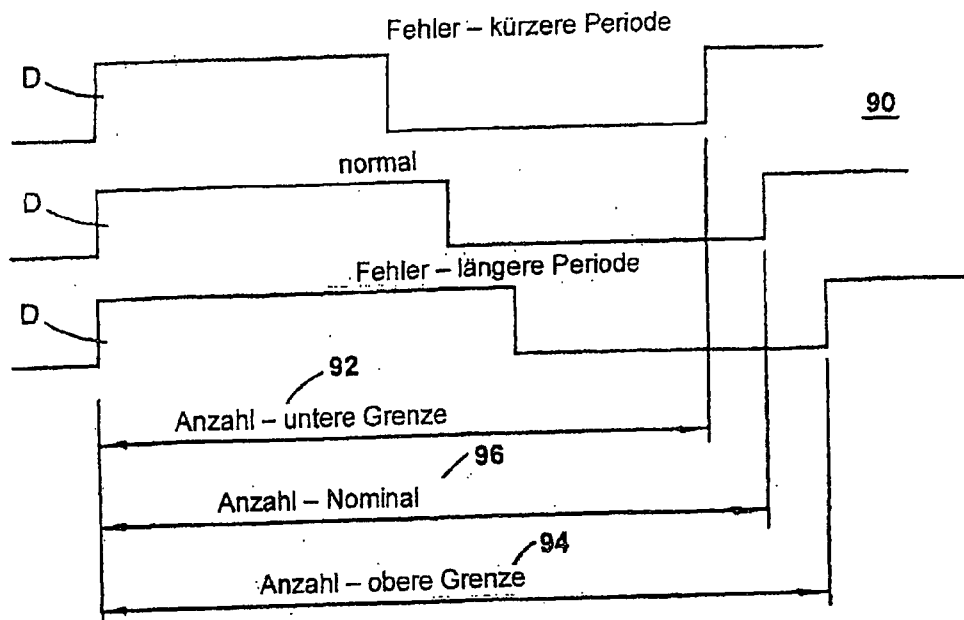 Fehler – kürzere Periode
D
90
normal
D
Fehler – längere Periode
D
92
Anzahl – untere Grenze
96
Anzahl – Nominal
94
Anzahl – obere Grenze